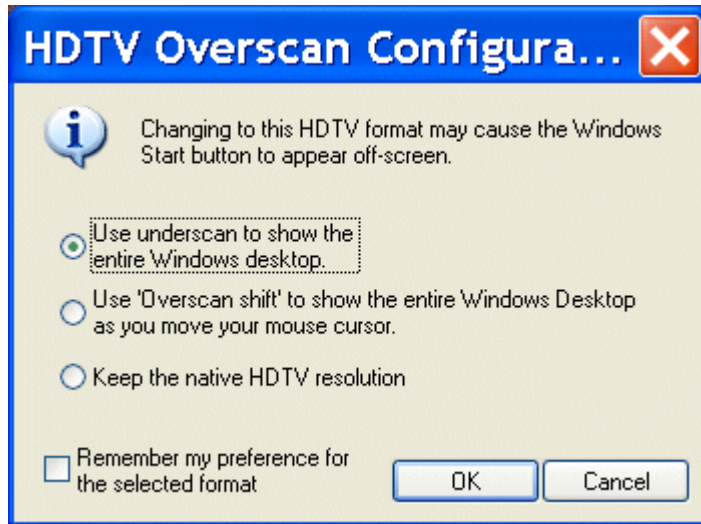 HDTV Overscan Configura...
Changing to this HDTV format may cause the Windows
Start button to appear off-screen.
Use underscan to show the
entire Windows desktop.
Use 'Overscan shift' to show the entire Windows Desktop
as you move your mouse cursor.
Keep the native HDTV resolution
Remember my preference for
the selected format
OK
Cancel